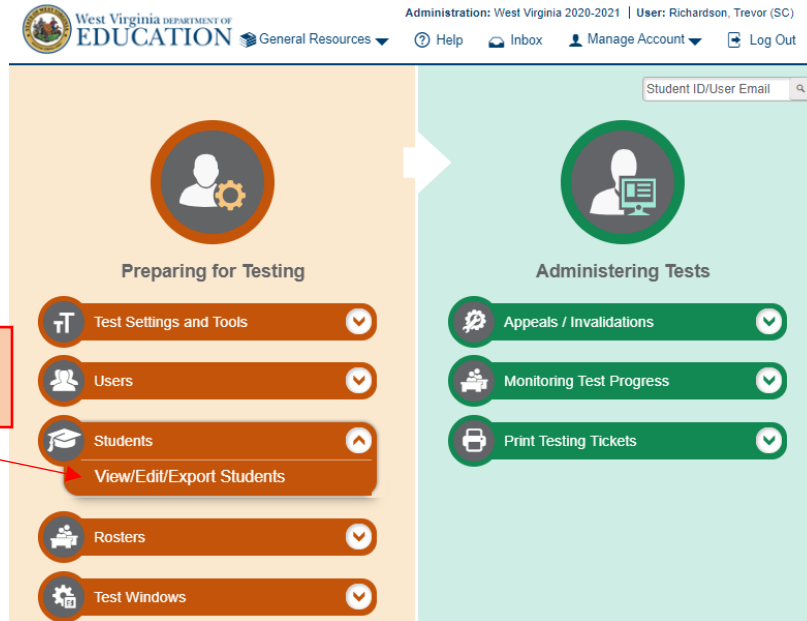 Administration: West Virginia 2020-2021 | User: Richardson, Trevor (SC)
West Virginia DEPARTMENT OF
EDUCATION
General Resources
Help
Inbox
Manage Account
Log Out
Student ID/User Email
Preparing for Testing
Test Settings and Tools
Users
Students
View/Edit/Export Students
Rosters
Test Windows
Administering Tests
Appeals / Invalidations
Monitoring Test Progress
Print Testing Tickets